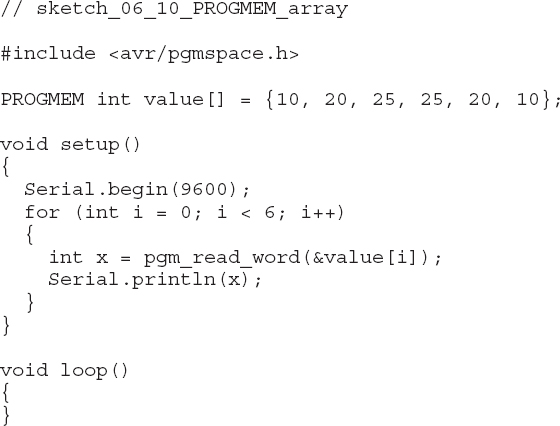 // sketch_06_10_PROGMEM_array

#include <avr/pgmspace.h>

PROGMEM int value[] = {10, 20, 25, 25, 20, 10};

void setup()
{
  Serial.begin(9600);
  for (int i = 0; i < 6; i++)
  {
    int x = pgm_read_word(&value[i]);
    Serial.println(x);
  }
}

void loop()
{
}